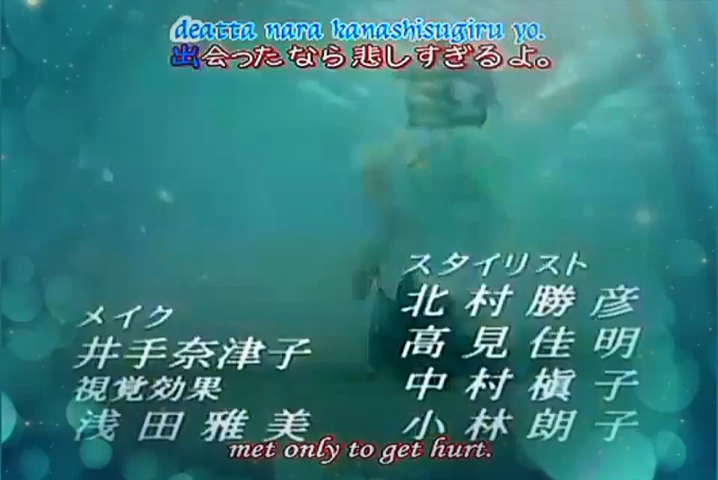 deatta nara kanashisugiru yo.
出会ったなら悲しすぎるよ。
メイク
井手奈津子
視覚効果
浅田雅美
スタイリスト
北村勝彦
高見佳明
中村槇子
小林朗子
met only to get hurt.